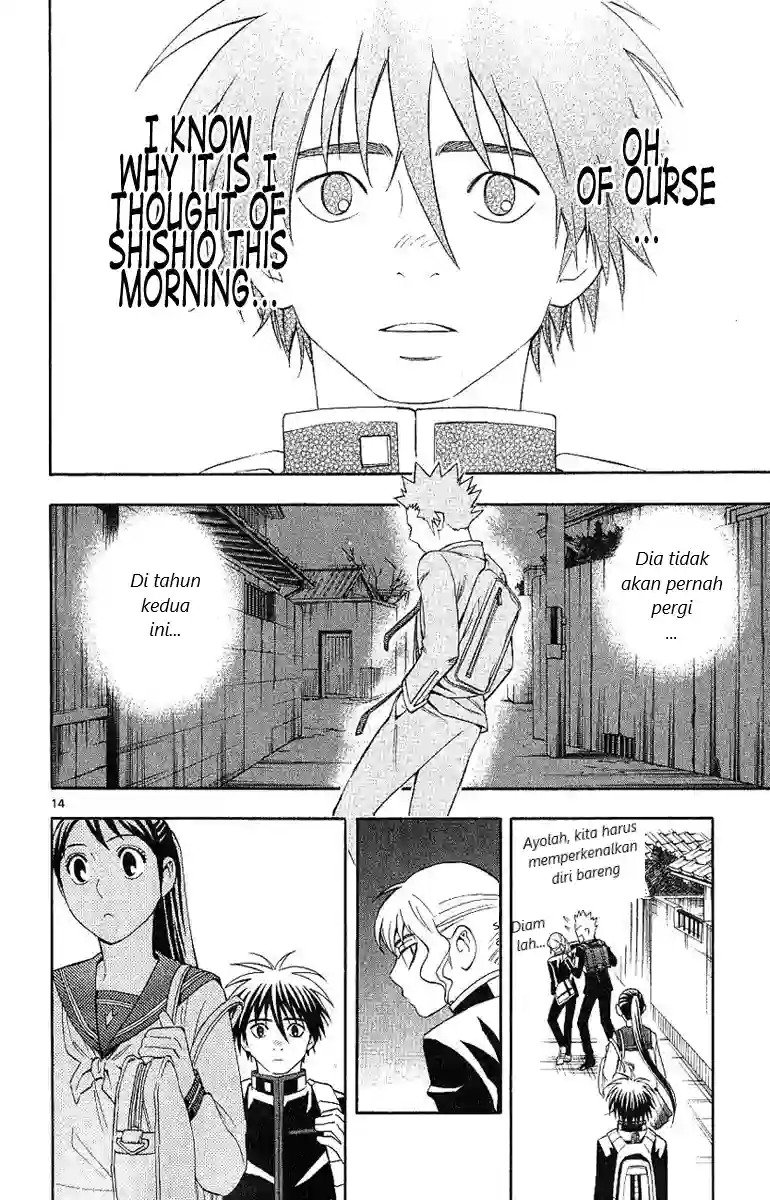 OH,
OF OURSE
...
I KNOW
WHY IT IS I
THOUGHT OF
SHISHIO THIS
MORNING...
Dia tidak
akan pernah
pergi
...
Di tahun
kedua
ini...
14
Ayolah, kita harus
memperkenalkan
diri bareng
Diam
lah...